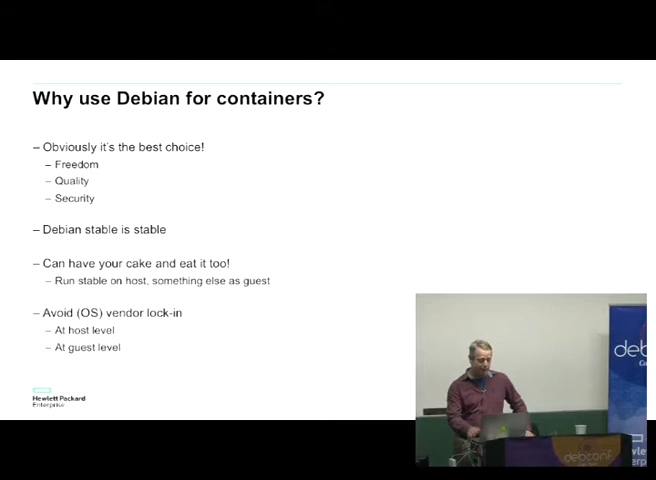 Why use Debian for containers?
– Obviously it's the best choice!
– Freedom
– Quality
– Security
– Debian stable is stable
– Can have your cake and eat it too!
– Run stable on host, something else as guest
– Avoid (OS) vendor lock-in
– At host level
– At guest level
Hewlett Packard
Enterprise
deb
debconf